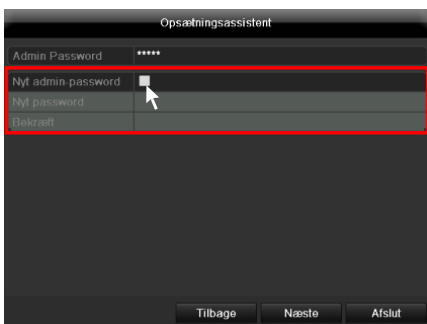 Opsætningsassistent
Admin Password *****
Nyt admin-password
Nyt password
Bekræft
Tilbage Næste Afslut